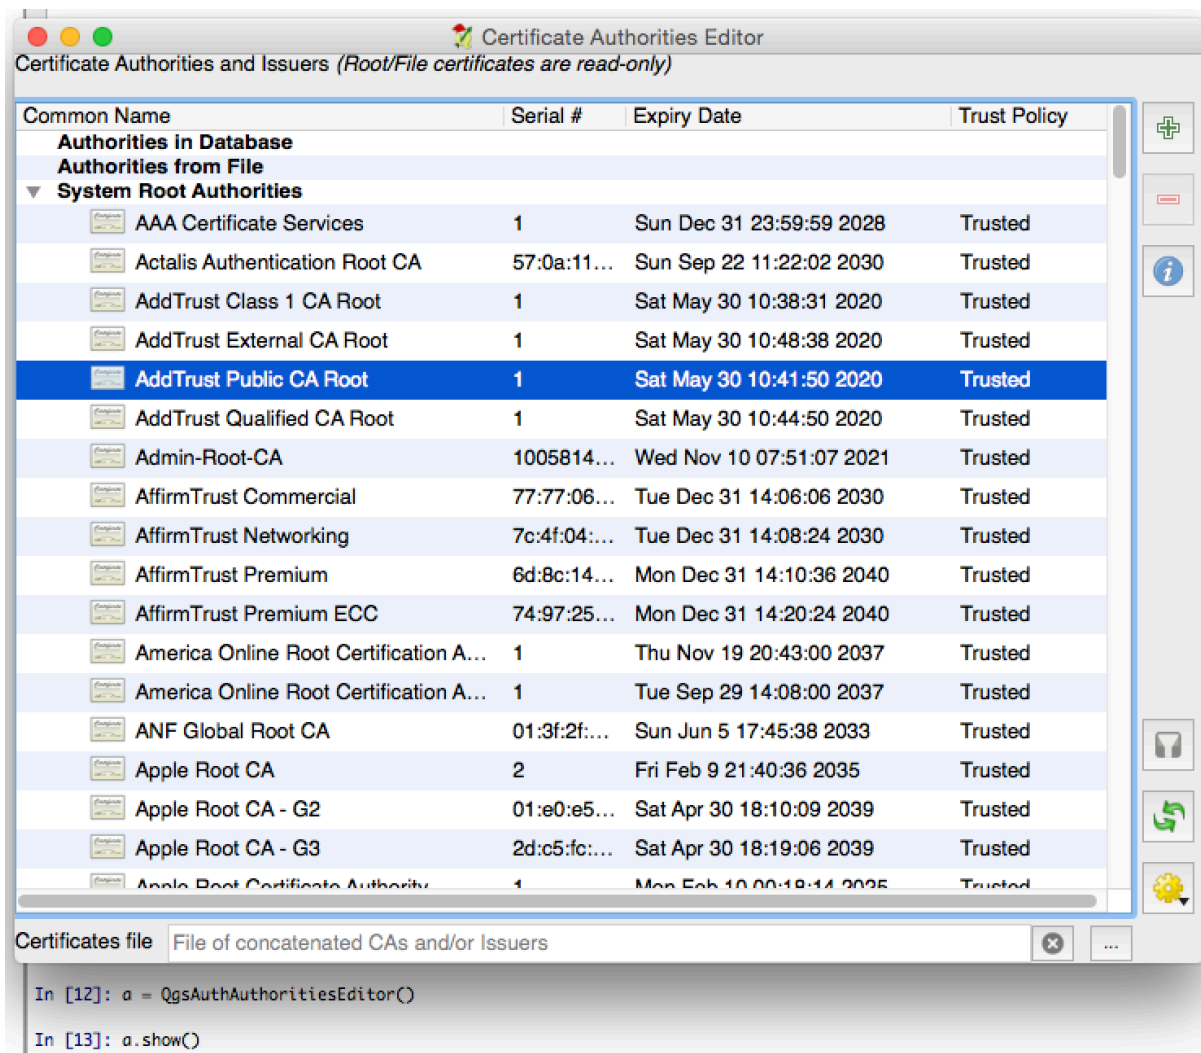 Certificate Authorities Editor
Certificate Authorities and Issuers (Root/File certificates are read-only)
Common Name Serial # Expiry Date Trust Policy
Authorities in Database
Authorities from File
System Root Authorities
AAA Certificate Services 1 Sun Dec 31 23:59:59 2028 Trusted
Actalis Authentication Root CA 57:0a:11... Sun Sep 22 11:22:02 2030 Trusted
AddTrust Class 1 CA Root 1 Sat May 30 10:38:31 2020 Trusted
AddTrust External CA Root 1 Sat May 30 10:48:38 2020 Trusted
AddTrust Public CA Root 1 Sat May 30 10:41:50 2020 Trusted
AddTrust Qualified CA Root 1 Sat May 30 10:44:50 2020 Trusted
Admin-Root-CA 1005814... Wed Nov 10 07:51:07 2021 Trusted
AffirmTrust Commercial 77:77:06... Tue Dec 31 14:06:06 2030 Trusted
AffirmTrust Networking 7c:4f:04:... Tue Dec 31 14:08:24 2030 Trusted
AffirmTrust Premium 6d:8c:14... Mon Dec 31 14:10:36 2040 Trusted
AffirmTrust Premium ECC 74:97:25... Mon Dec 31 14:20:24 2040 Trusted
America Online Root Certification A... 1 Thu Nov 19 20:43:00 2037 Trusted
America Online Root Certification A... 1 Tue Sep 29 14:08:00 2037 Trusted
ANF Global Root CA 01:3f:2f:... Sun Jun 5 17:45:38 2033 Trusted
Apple Root CA 2 Fri Feb 9 21:40:36 2035 Trusted
Apple Root CA - G2 01:e0:e5... Sat Apr 30 18:10:09 2039 Trusted
Apple Root CA - G3 2d:c5:fc:... Sat Apr 30 18:19:06 2039 Trusted
Apple Root Certificate Authority 1 Mon Feb 10 00:18:14 2025 Trusted
Certificates file File of concatenated CAs and/or Issuers ...
In [12]: a = QgsAuthAuthoritiesEditor()
In [13]: a.show()